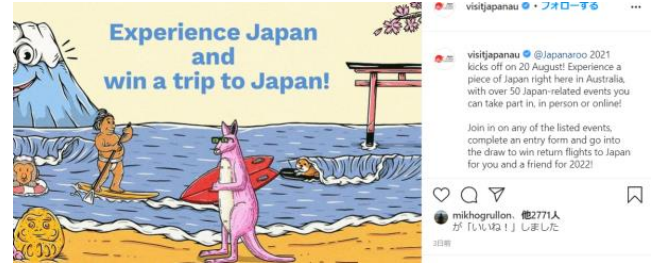 Experience Japan
and
win a trip to Japan!
visitjapanau • フォローする
visitjapanau @Japanaroo 2021
kicks off on 20 August! Experience a
piece of Japan right here in Australia,
with over 50 Japan-related events you
can take part in, in person or online!
Join in on any of the listed events,
complete an entry form and go into
the draw to win return flights to Japan
for you and a friend for 2022!
mikhogrullon、他2771人
が「いいね！」しました
3日前